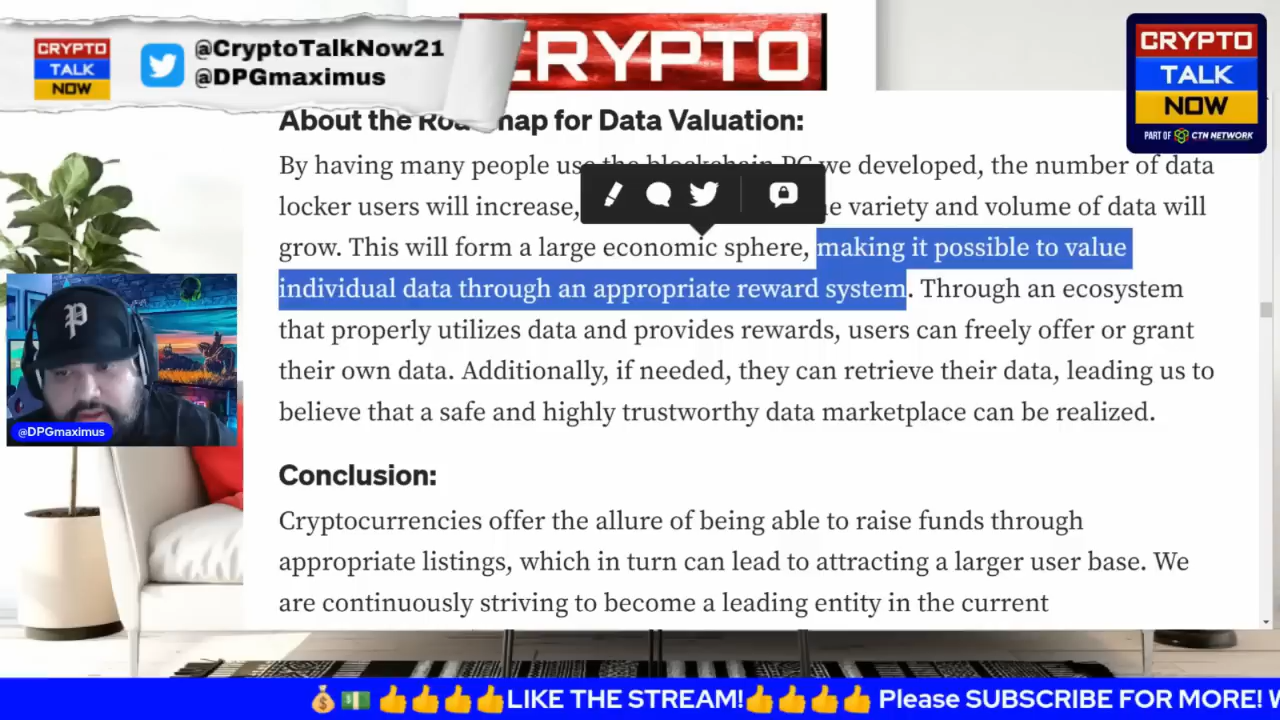 CRYPTO
TALK
NOW
@CryptoTalkNow21
@DPGmaximus
CRYPTO
CRYPTO
TALK
NOW
PART OF CTN NETWORK
About the Roadmap for Data Valuation:
By having many people use the blockchain PC we developed, the number of data
locker users will increase, variety and volume of data will
grow. This will form a large economic sphere, making it possible to value
individual data through an appropriate reward system. Through an ecosystem
that properly utilizes data and provides rewards, users can freely offer or grant
their own data. Additionally, if needed, they can retrieve their data, leading us to
believe that a safe and highly trustworthy data marketplace can be realized.
P
@DPGmaximus
Conclusion:
Cryptocurrencies offer the allure of being able to raise funds through
appropriate listings, which in turn can lead to attracting a larger user base. We
are continuously striving to become a leading entity in the current
💰 💵 👍👍👍👍LIKE THE STREAM!👍👍👍👍 Please SUBSCRIBE FOR MORE! W